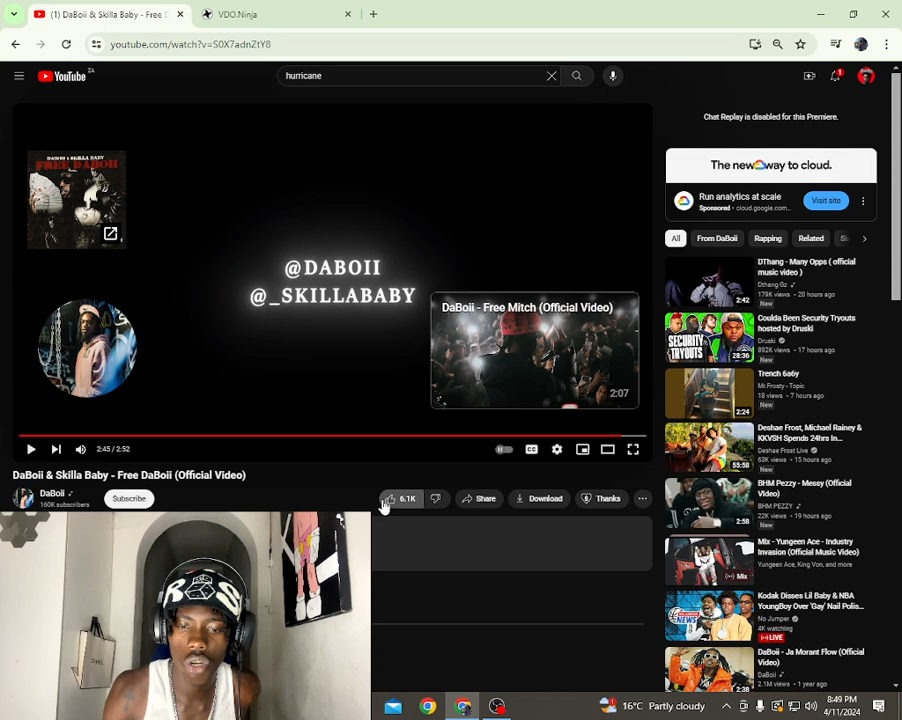 (1) DaBoii & Skilla Baby - Free D
VDO.Ninja
youtube.com/watch?v=S0X7adnZtY8
YouTube ZA
hurricane
1
DABOII & SKILLA BABY
FREE DABOII
@DABOII
@_SKILLABABY
DaBoii - Free Mitch (Official Video)
2:07
2:45 / 2:52
DaBoii & Skilla Baby - Free DaBoii (Official Video)
DaBoii
160K subscribers
Subscribe
6.1K
Share
Download
Thanks
Chat Replay is disabled for this Premiere.
The new way to cloud.
Run analytics at scale
Sponsored · cloud.google.com...
Visit site
All
From DaBoii
Rapping
Related
DThang - Many Opps ( official
music video )
Dthang Gz
179K views · 20 hours ago
New
2:42
Coulda Been Security Tryouts
hosted by Druski
Druski
892K views · 17 hours ago
New
SECURITY
TRYOUTS
28:36
Trench 6a6y
Mr.Frosty - Topic
18 views · 7 hours ago
New
2:24
Deshae Frost, Michael Rainey &
KKVSH Spends 24hrs In...
Deshae Frost Live
63K views · 15 hours ago
New
55:58
BHM Pezzy - Messy (Official
Video)
BHM PEZZY
22K views · 19 hours ago
New
2:58
Mix - Yungeen Ace - Industry
Invasion (Official Music Video)
Yungeen Ace, King Von, and more
Mix
Kodak Disses Lil Baby & NBA
YoungBoy Over 'Gay' Nail Polis...
No Jumper
4K watching
LIVE
DaBoii - Ja Morant Flow (Official
Video)
DaBoii
2.1M views · 1 year ago
2:38
16°C Partly cloudy
8:49 PM
4/11/2024